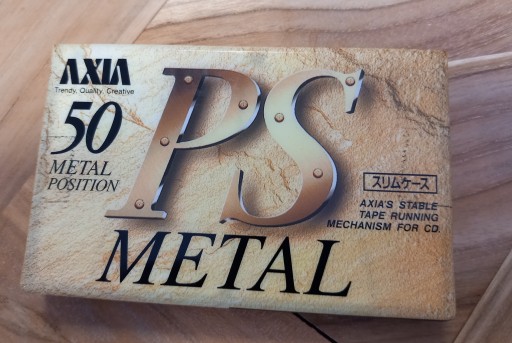 AXIA
Trendy, Quality, Creative
50
METAL
POSITION
PS
METAL
スリムケース
AXIA'S STABLE
TAPE RUNNING
MECHANISM FOR CD.